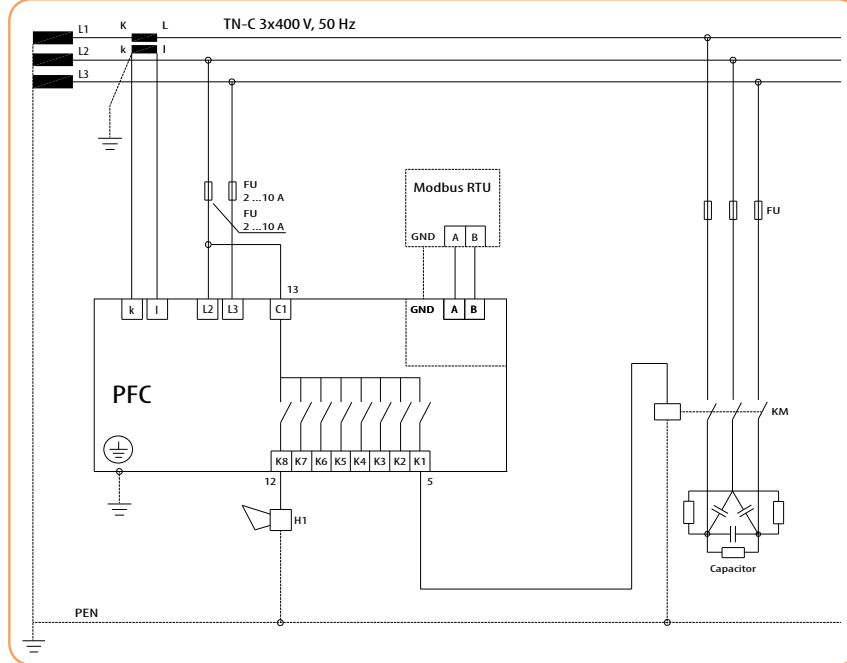 TN-C 3x400 V, 50 Hz
L1 K L
L2 k l
L3
FU
2 ...10 A
FU
2 ...10 A
Modbus RTU
GND A B
FU
13
k l L2 L3 C1 GND A B
PFC
KM
K8 K7 K6 K5 K4 K3 K2 K1
12 5
H1
Capacitor
PEN